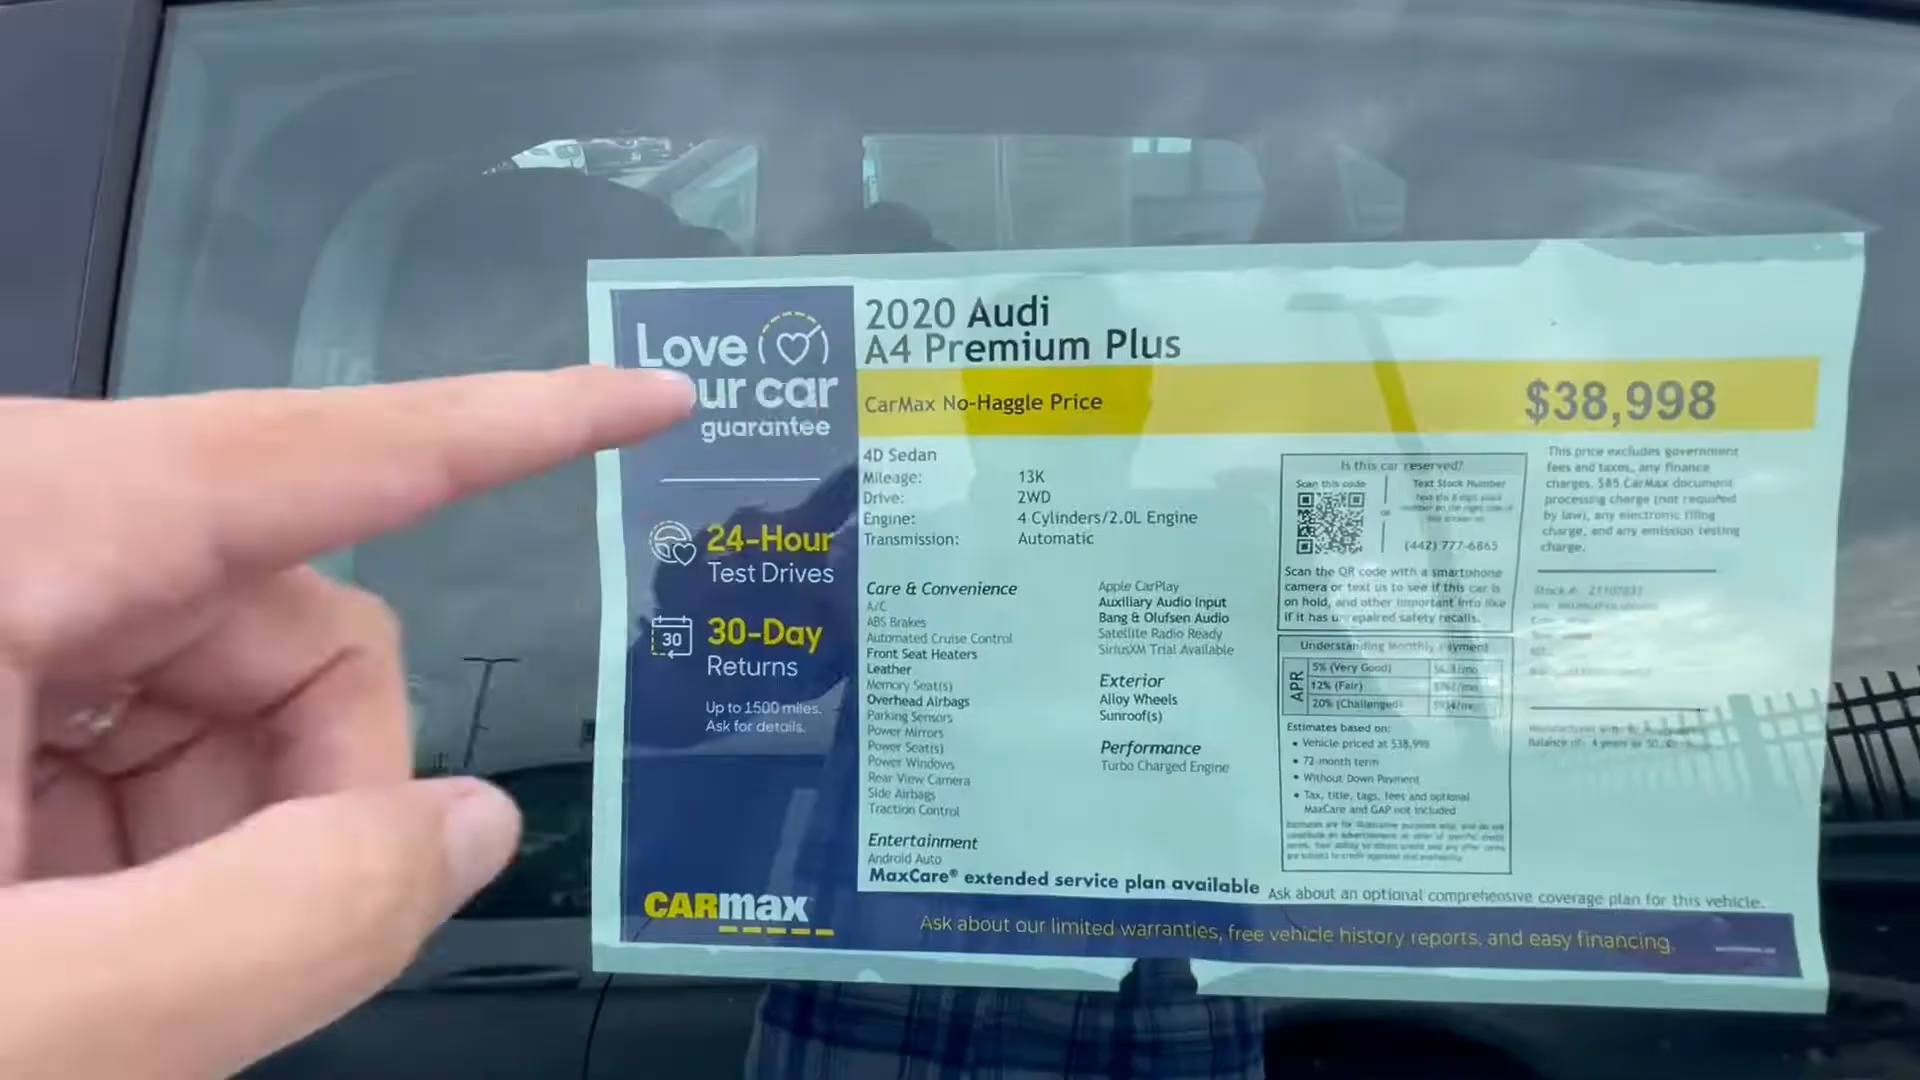 Love
our car
guarantee
24-Hour
Test Drives
30
30-Day
Returns
Up to 1500 miles.
Ask for details.
CARMAX
2020 Audi
A4 Premium Plus
CarMax No-Haggle Price $38,998
4D Sedan
Mileage: 13K
Drive: 2WD
Engine: 4 Cylinders/2.0L Engine
Transmission: Automatic
Care & Convenience
A/C
ABS Brakes
Automated Cruise Control
Front Seat Heaters
Leather
Memory Seat(s)
Overhead Airbags
Parking Sensors
Power Mirrors
Power Seat(s)
Power Windows
Rear View Camera
Side Airbags
Traction Control
Entertainment
Android Auto
Apple CarPlay
Auxiliary Audio Input
Bang & Olufsen Audio
Satellite Radio Ready
SiriusXM Trial Available
Exterior
Alloy Wheels
Sunroof(s)
Performance
Turbo Charged Engine
Is this car reserved?
Scan this code
OR
Text Stock Number
(442) 777-6865
Scan the QR code with a smartphone
camera or text us to see if this car is
on hold, and other important info like
if it has unrepaired safety recalls.
Understanding Monthly Payment
APR
5% (Very Good)
12% (Fair)
20% (Challenged)
Estimates based on:
• Vehicle priced at $38,998
• 72-month term
• Without Down Payment
• Tax, title, tags, fees and optional
MaxCare and GAP not included
This price excludes government
fees and taxes, any finance
charges, $85 CarMax document
processing charge (not required
by law), any electronic filing
charge, and any emission testing
charge.
Stock #:
MaxCare® extended service plan available Ask about an optional comprehensive coverage plan for this vehicle.
Ask about our limited warranties, free vehicle history reports, and easy financing.